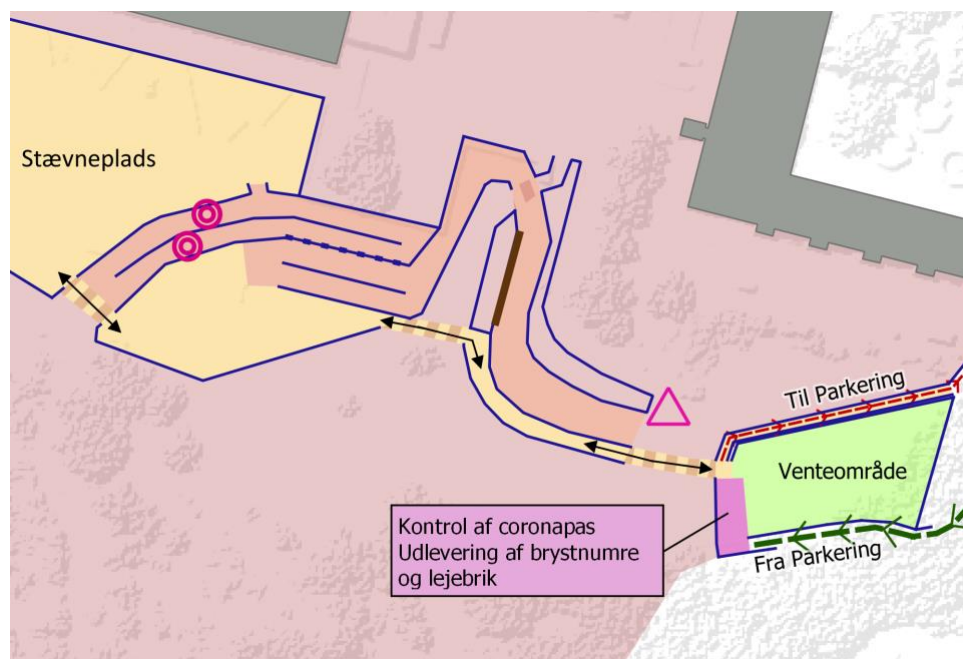 Stævneplads
Til Parkering
Venteområde
Kontrol af coronapas
Udlevering af brystnumre
og lejebrik
Fra Parkering